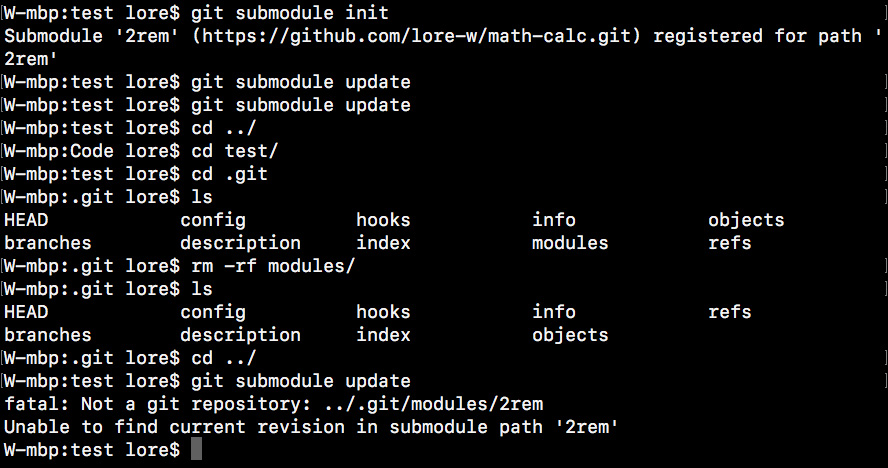 W-mbp:test lore$ git submodule init
Submodule '2rem' (https://github.com/lore-w/math-calc.git) registered for path '
2rem'
W-mbp:test lore$ git submodule update
W-mbp:test lore$ git submodule update
W-mbp:test lore$ cd ../
W-mbp:Code lore$ cd test/
W-mbp:test lore$ cd .git
W-mbp:.git lore$ ls
HEAD config hooks info objects
branches description index modules refs
W-mbp:.git lore$ rm -rf modules/
W-mbp:.git lore$ ls
HEAD config hooks info refs
branches description index objects
W-mbp:.git lore$ cd ../
W-mbp:test lore$ git submodule update
fatal: Not a git repository: ../.git/modules/2rem
Unable to find current revision in submodule path '2rem'
W-mbp:test lore$